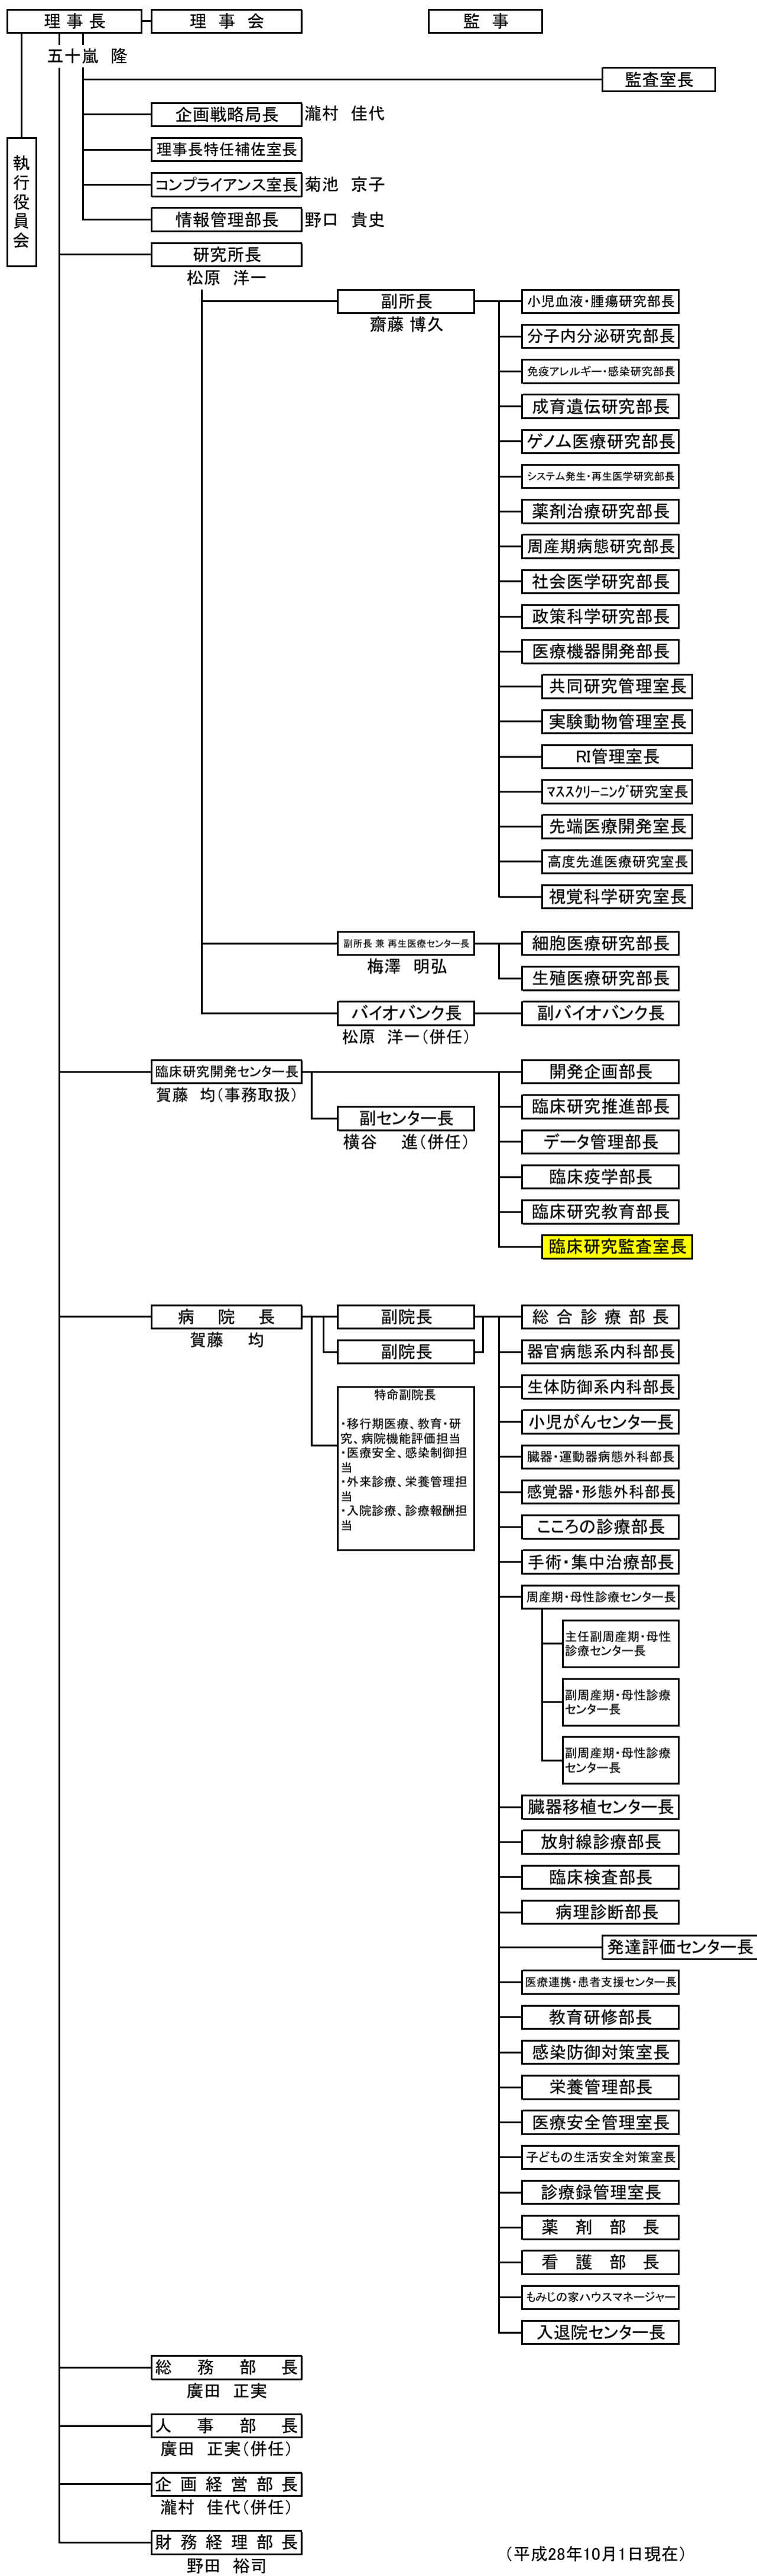 理事長
理事会
監事
五十嵐 隆
監査室長
企画戦略局長 瀧村 佳代
理事長特任補佐室長
執行役員会
コンプライアンス室長 菊池 京子
情報管理部長 野口 貴史
研究所長
松原 洋一
副所長
齋藤 博久
小児血液・腫瘍研究部長
分子内分泌研究部長
免疫アレルギー・感染研究部長
成育遺伝研究部長
ゲノム医療研究部長
システム発生・再生医学研究部長
薬剤治療研究部長
周産期病態研究部長
社会医学研究部長
政策科学研究部長
医療機器開発部長
共同研究管理室長
実験動物管理室長
RI管理室長
マススクリーニング研究室長
先端医療開発室長
高度先進医療研究室長
視覚科学研究室長
副所長 兼 再生医療センター長
梅澤 明弘
細胞医療研究部長
生殖医療研究部長
バイオバンク長
松原 洋一(併任)
副バイオバンク長
臨床研究開発センター長
賀藤 均(事務取扱)
副センター長
横谷 進(併任)
開発企画部長
臨床研究推進部長
データ管理部長
臨床疫学部長
臨床研究教育部長
臨床研究監査室長
病院長
賀藤 均
副院長
副院長
特命副院長
・移行期医療、教育・研
究、病院機能評価担当
・医療安全、感染制御担
当
・外来診療、栄養管理担
当
・入院診療、診療報酬担
当
総合診療部長
器官病態系内科部長
生体防御系内科部長
小児がんセンター長
臓器・運動器病態外科部長
感覚器・形態外科部長
こころの診療部長
手術・集中治療部長
周産期・母性診療センター長
主任副周産期・母性
診療センター長
副周産期・母性診療
センター長
副周産期・母性診療
センター長
臓器移植センター長
放射線診療部長
臨床検査部長
病理診断部長
発達評価センター長
医療連携・患者支援センター長
教育研修部長
感染防御対策室長
栄養管理部長
医療安全管理室長
子どもの生活安全対策室長
診療録管理室長
薬剤部長
看護部長
もみじの家ハウスマネージャー
入退院センター長
総務部長
廣田 正実
人事部長
廣田 正実(併任)
企画経営部長
瀧村 佳代(併任)
財務経理部長
野田 裕司
(平成28年10月1日現在)